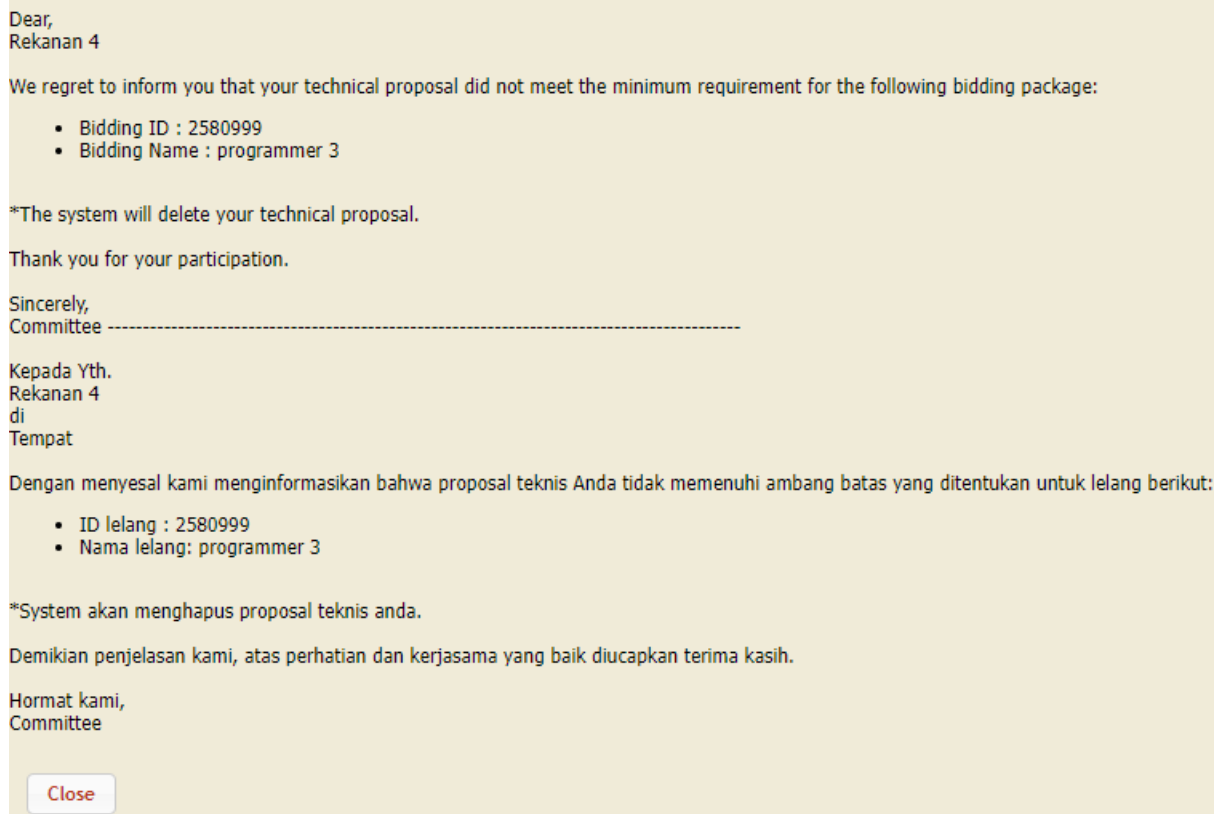 Dear,
Rekanan 4
We regret to inform you that your technical proposal did not meet the minimum requirement for the following bidding package:
• Bidding ID : 2580999
• Bidding Name : programmer 3
*The system will delete your technical proposal.
Thank you for your participation.
Sincerely,
Committee ------------------------------------------------------------------------------------------
Kepada Yth.
Rekanan 4
di
Tempat
Dengan menyesal kami menginformasikan bahwa proposal teknis Anda tidak memenuhi ambang batas yang ditentukan untuk lelang berikut:
• ID lelang : 2580999
• Nama lelang: programmer 3
*System akan menghapus proposal teknis anda.
Demikian penjelasan kami, atas perhatian dan kerjasama yang baik diucapkan terima kasih.
Hormat kami,
Committee
Close